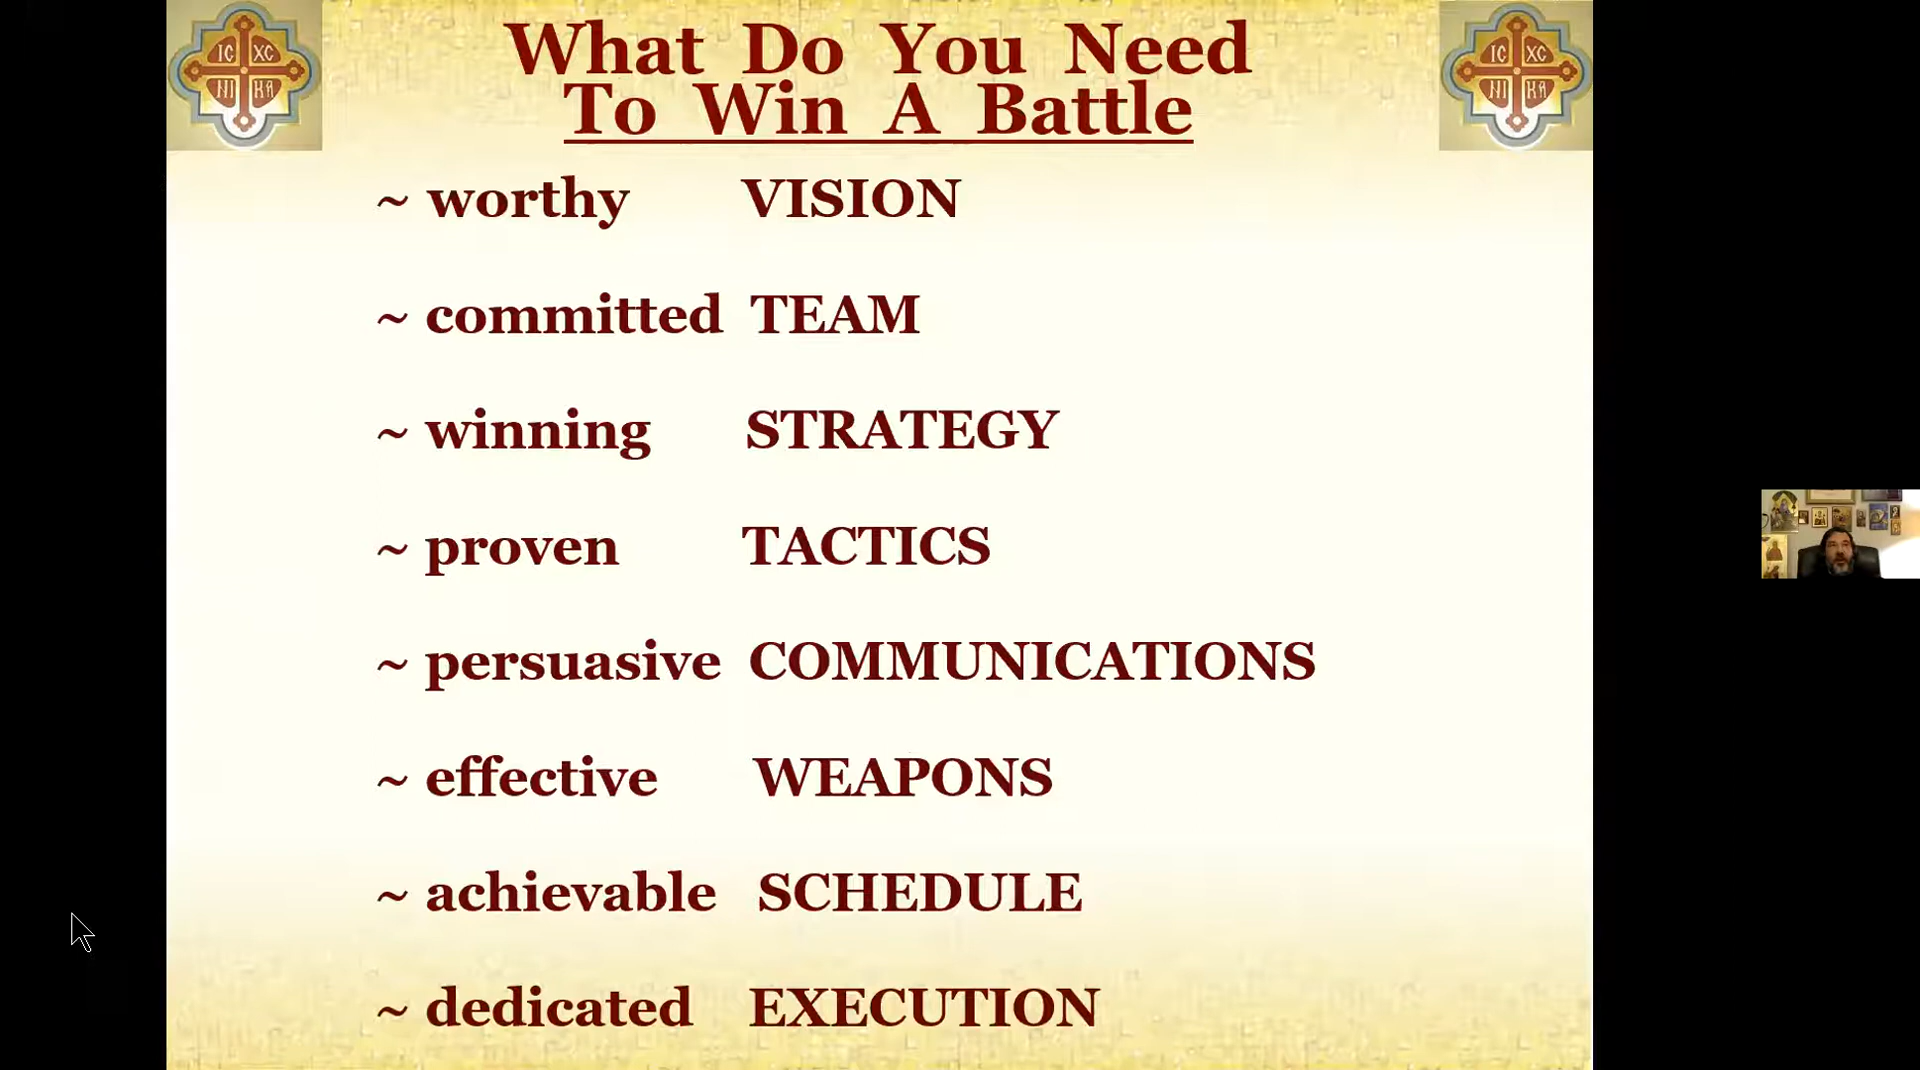 IC XC
NI KA
What Do You Need
To Win A Battle
IC XC
NI KA
~ worthy VISION
~ committed TEAM
~ winning STRATEGY
~ proven TACTICS
~ persuasive COMMUNICATIONS
~ effective WEAPONS
~ achievable SCHEDULE
~ dedicated EXECUTION